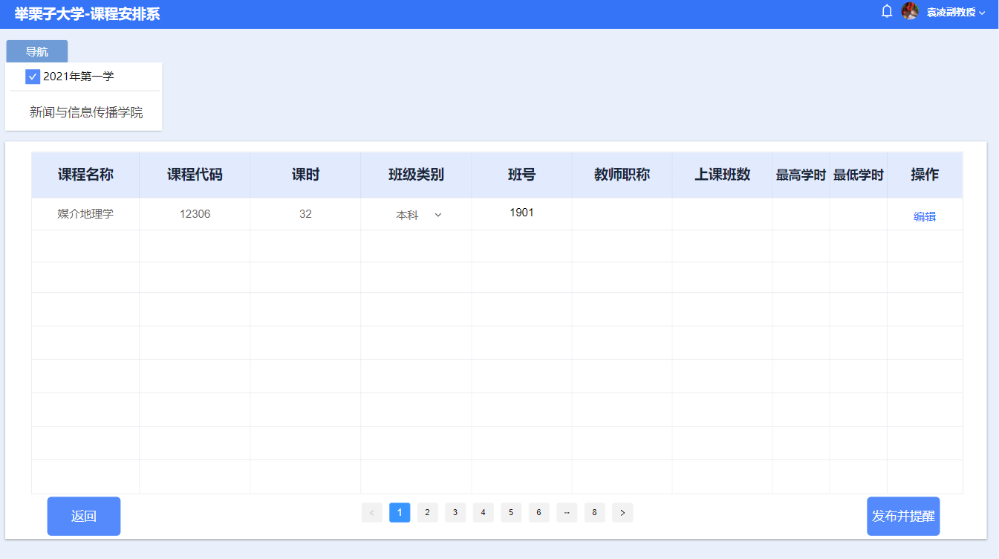 举栗子大学-课程安排系
袁凌副教授
导航
2021年第一学
新闻与信息传播学院
课程名称 课程代码 课时 班级类别 班号 教师职称 上课班数 最高学时 最低学时 操作
媒介地理学 12306 32 本科 1901 编辑
返回 < 1 2 3 4 5 6 ··· 8 > 发布并提醒